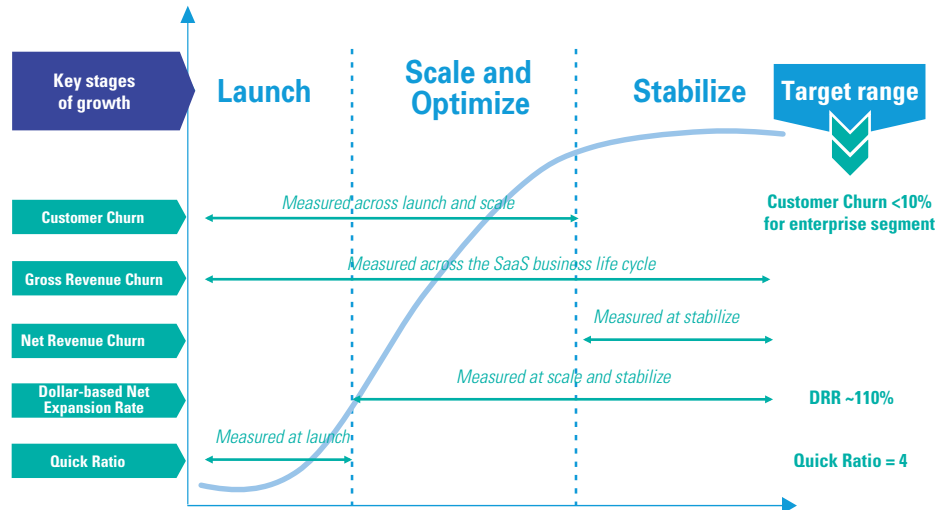 Key stages
of growth
Launch
Scale and
Optimize
Stabilize
Target range
Customer Churn
Measured across launch and scale
Customer Churn <10%
for enterprise segment
Gross Revenue Churn
Measured across the SaaS business life cycle
Net Revenue Churn
Measured at stabilize
Dollar-based Net
Expansion Rate
Measured at scale and stabilize
DRR ~110%
Quick Ratio
Measured at launch
Quick Ratio = 4